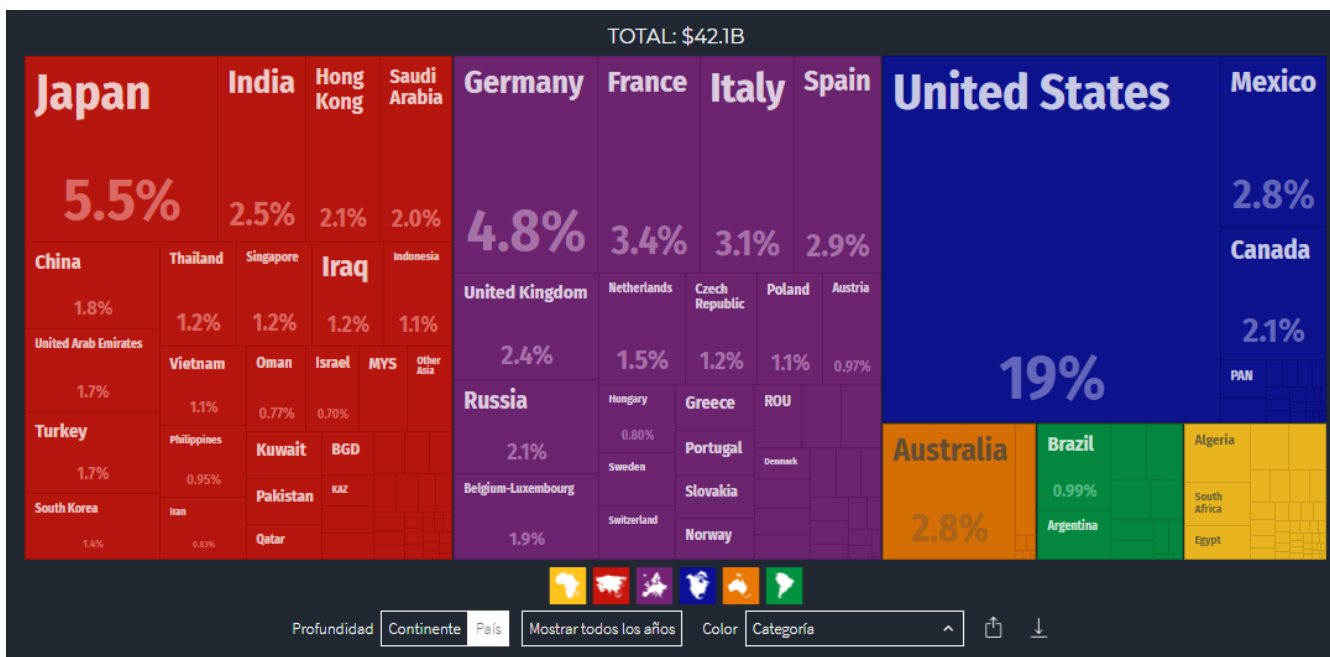 TOTAL: $42.1B
Japan
5.5%
India
2.5%
Hong
Kong
2.1%
Saudi
Arabia
2.0%
China
1.8%
United Arab Emirates
1.7%
Turkey
1.7%
South Korea
1.4%
Thailand
1.2%
Singapore
1.2%
Iraq
1.2%
Indonesia
1.1%
Vietnam
1.1%
Philippines
0.95%
Iran
0.83%
Oman
0.77%
Israel
0.70%
MYS
Other
Asia
Kuwait
BGD
Pakistan
KAZ
Qatar
Germany
4.8%
France
3.4%
Italy
3.1%
Spain
2.9%
United Kingdom
2.4%
Russia
2.1%
Belgium-Luxembourg
1.9%
Netherlands
1.5%
Czech
Republic
1.2%
Poland
1.1%
Austria
0.97%
Hungary
0.80%
Sweden
Switzerland
Greece
Portugal
Slovakia
Norway
ROU
Denmark
United States
19%
Mexico
2.8%
Canada
2.1%
PAN
Australia
2.8%
Brazil
0.99%
Argentina
Algeria
South
Africa
Egypt
Profundidad
Continente
País
Mostrar todos los años
Color
Categoría